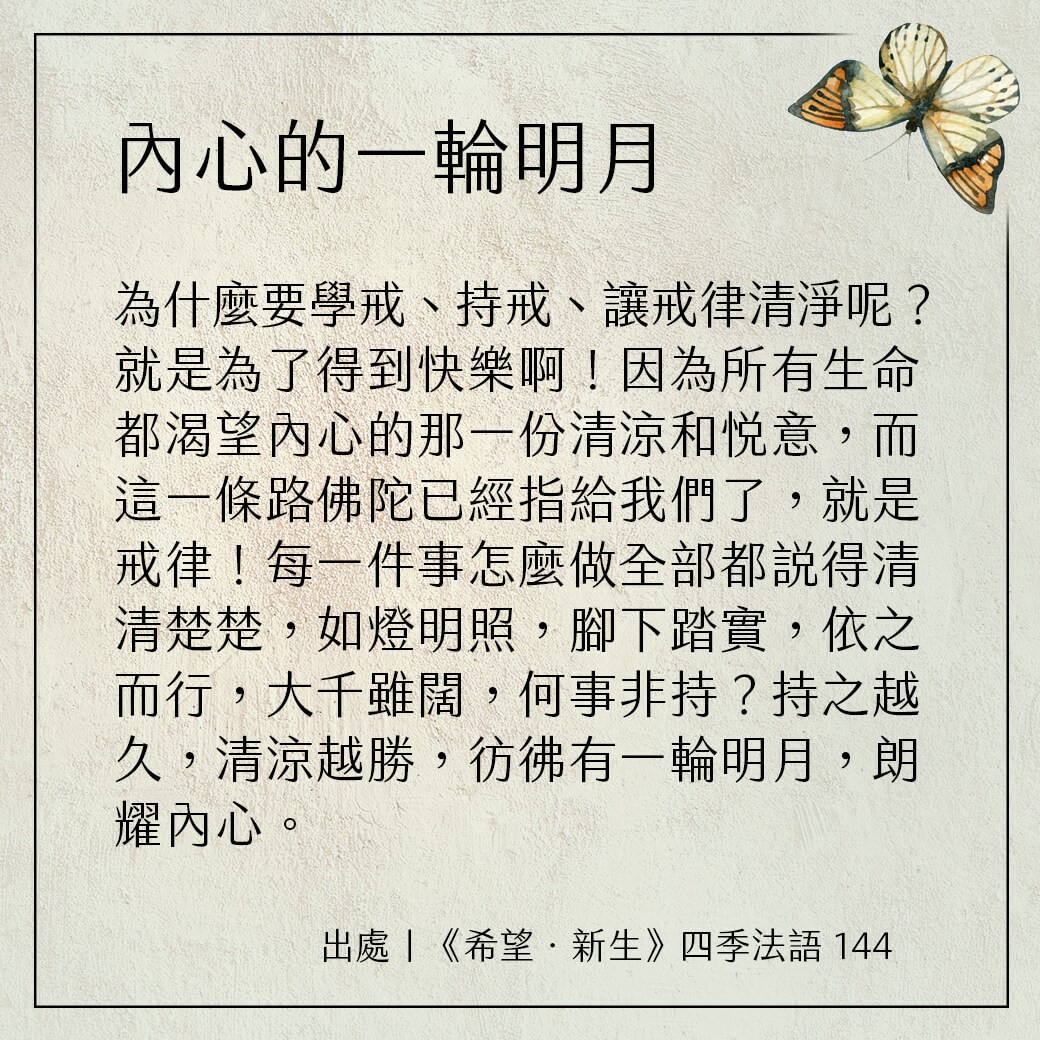 內心的一輪明月
為什麼要學戒、持戒、讓戒律清淨呢？
就是為了得到快樂啊！因為所有生命
都渴望內心的那一份清涼和悅意，而
這一條路佛陀已經指給我們了，就是
戒律！每一件事怎麼做全部都說得清
清楚楚，如燈明照，腳下踏實，依之
而行，大千雖闊，何事非持？持之越
久，清涼越勝，彷彿有一輪明月，朗
耀內心。
出處｜《希望．新生》四季法語 144